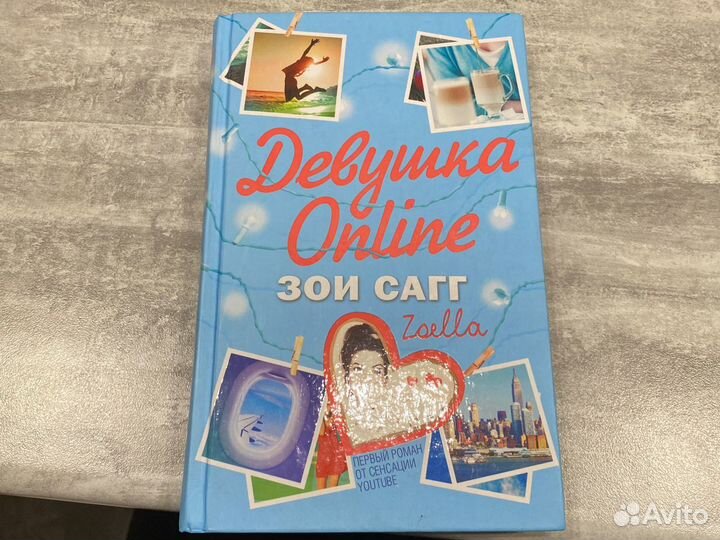 Девушка
Online
ЗОИ САГГ
Zoella
ПЕРВЫЙ РОМАН
ОТ СЕНСАЦИИ
YOUTUBE
Avito